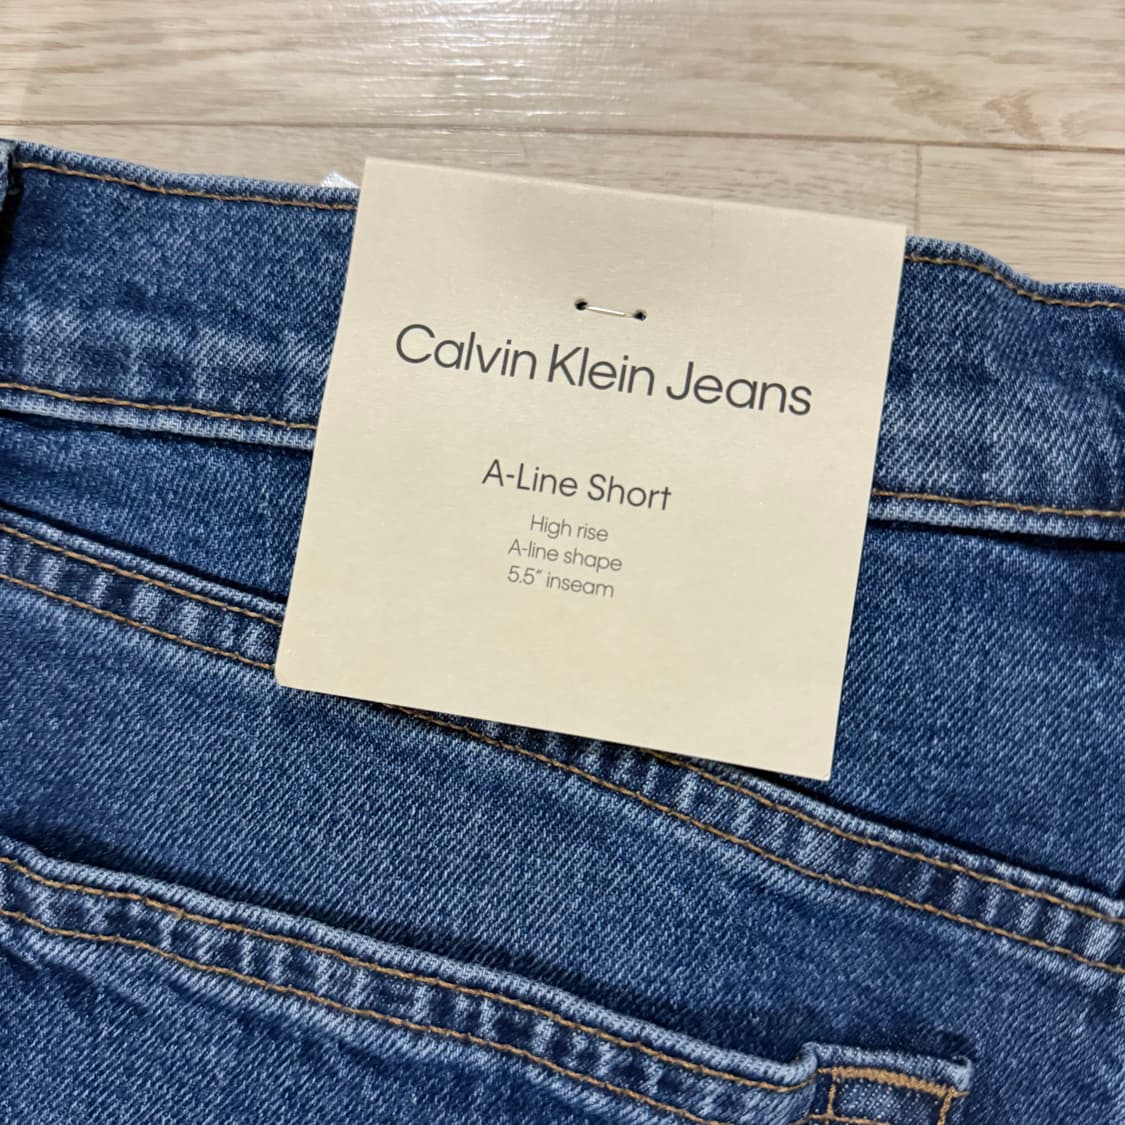 Calvin Klein Jeans
A-Line Short
High rise
A-line shape
5.5" inseam